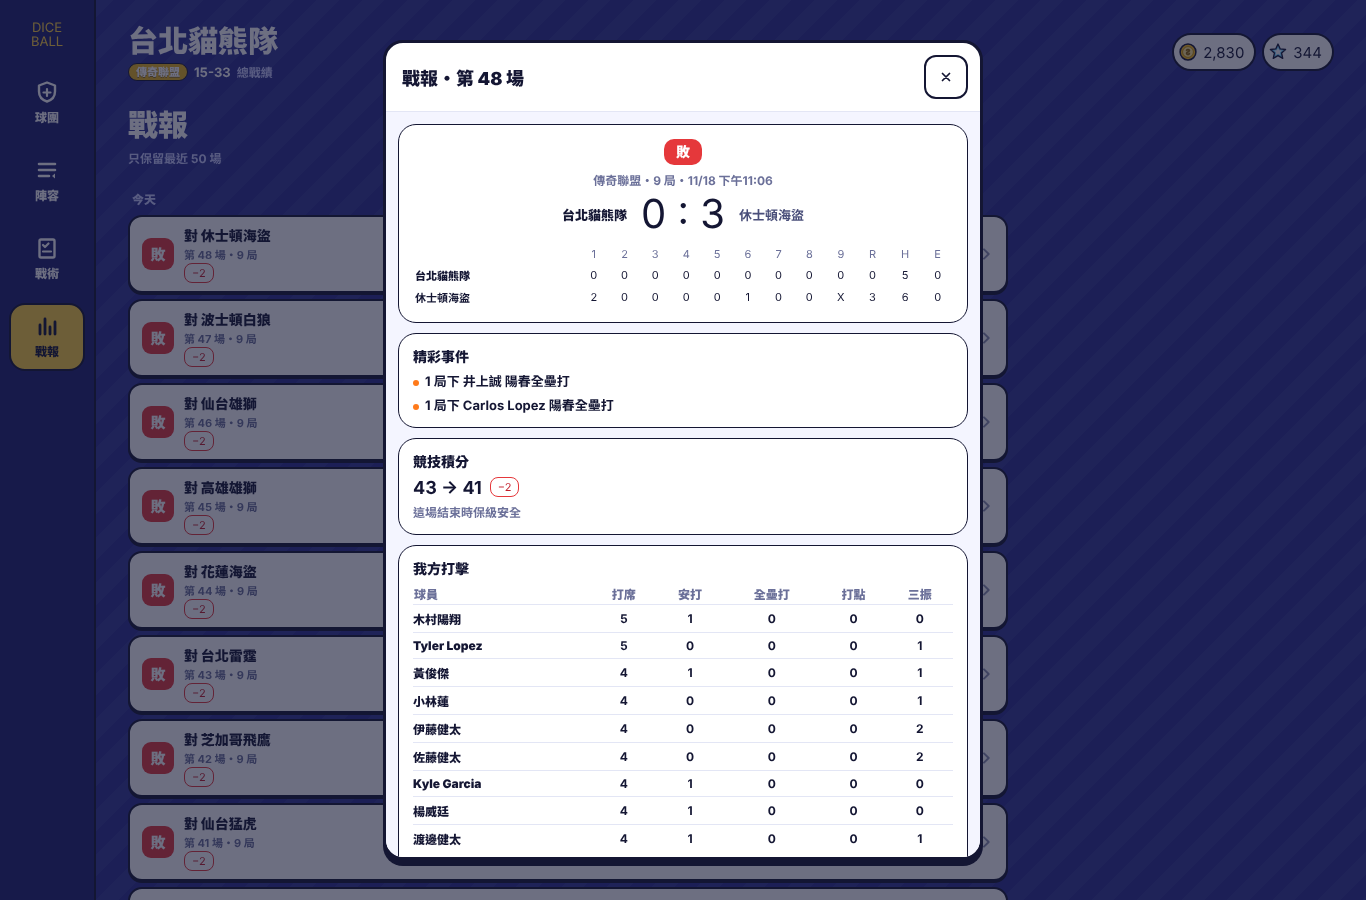 DICE
BALL
球團
陣容
戰術
戰報
台北貓熊隊
傳奇聯盟 15-33 總戰績
2,830
344
戰報
只保留最近 50 場
今天
敗
對 休士頓海盜
第 48 場・9 局
−2
敗
對 波士頓白狼
第 47 場・9 局
−2
敗
對 仙台雄獅
第 46 場・9 局
−2
敗
對 高雄雄獅
第 45 場・9 局
−2
敗
對 花蓮海盜
第 44 場・9 局
−2
敗
對 台北雷霆
第 43 場・9 局
−2
敗
對 芝加哥飛鷹
第 42 場・9 局
−2
敗
對 仙台猛虎
第 41 場・9 局
−2
戰報・第 48 場
×
敗
傳奇聯盟・9 局・11/18 下午11:06
台北貓熊隊 0 : 3 休士頓海盜
1 2 3 4 5 6 7 8 9 R H E
台北貓熊隊 0 0 0 0 0 0 0 0 0 0 5 0
休士頓海盜 2 0 0 0 0 1 0 0 X 3 6 0
精彩事件
1 局下 井上誠 陽春全壘打
1 局下 Carlos Lopez 陽春全壘打
競技積分
43 → 41 −2
這場結束時保級安全
我方打擊
球員 打席 安打 全壘打 打點 三振
木村陽翔 5 1 0 0 0
Tyler Lopez 5 0 0 0 1
黃俊傑 4 1 0 0 1
小林蓮 4 0 0 0 1
伊藤健太 4 0 0 0 2
佐藤健太 4 0 0 0 2
Kyle Garcia 4 1 0 0 0
楊威廷 4 1 0 0 0
渡邊健太 4 1 0 0 1